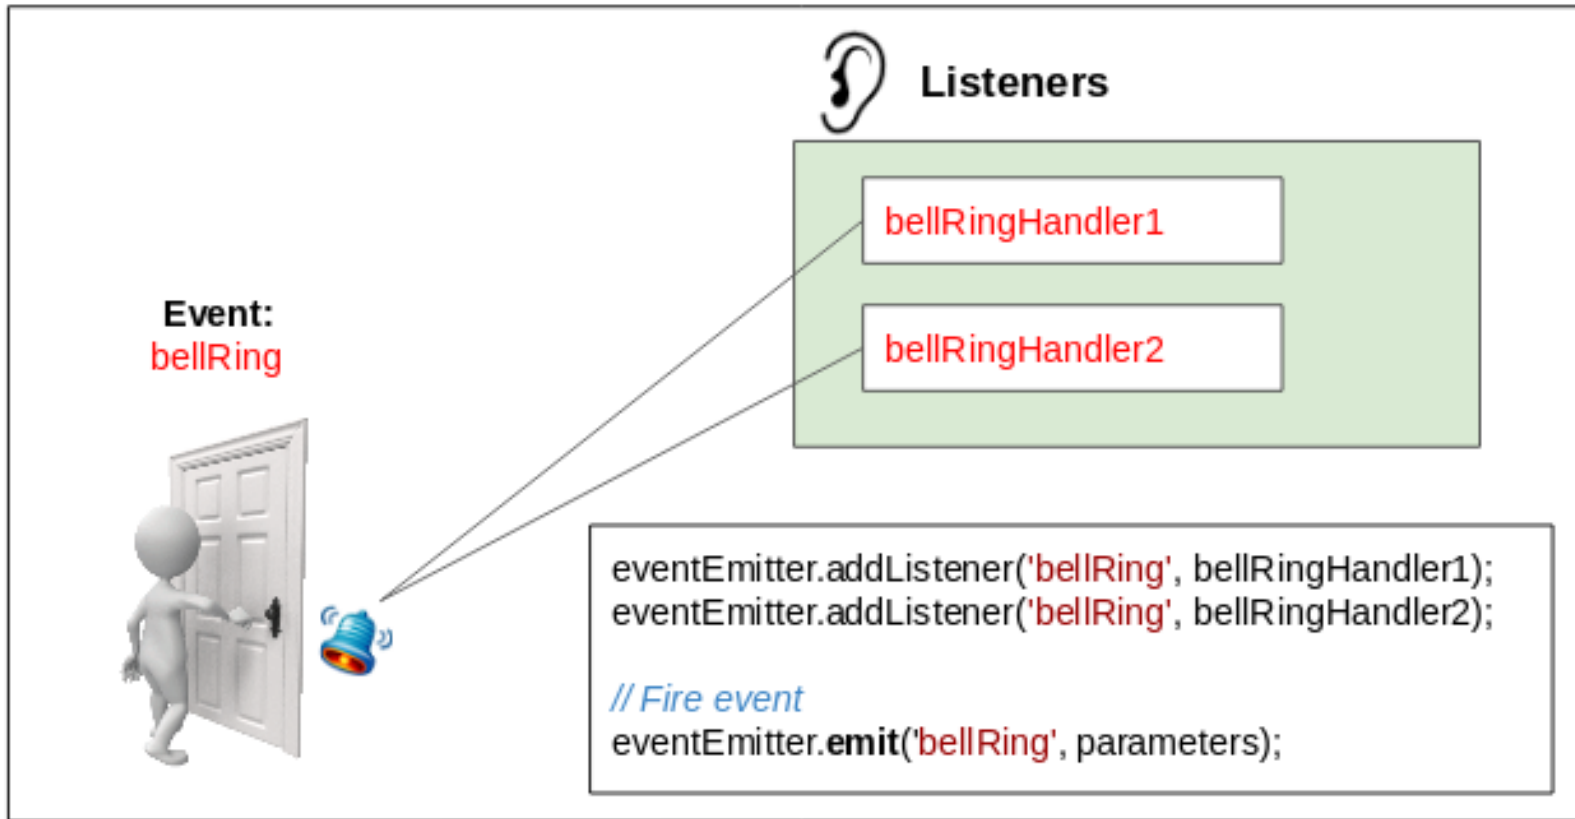 Listeners
bellRingHandler1
Event:
bellRing
bellRingHandler2
eventEmitter.addListener('bellRing', bellRingHandler1);
eventEmitter.addListener('bellRing', bellRingHandler2);
// Fire event
eventEmitter.emit('bellRing', parameters);